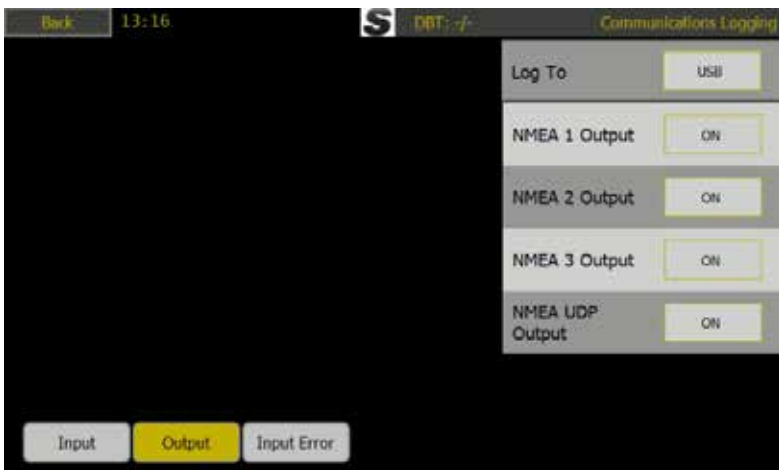 Back 13:16 S DBT: -/- Communications Logging
Log To USB
NMEA 1 Output ON
NMEA 2 Output ON
NMEA 3 Output ON
NMEA UDP
Output ON
Input Output Input Error